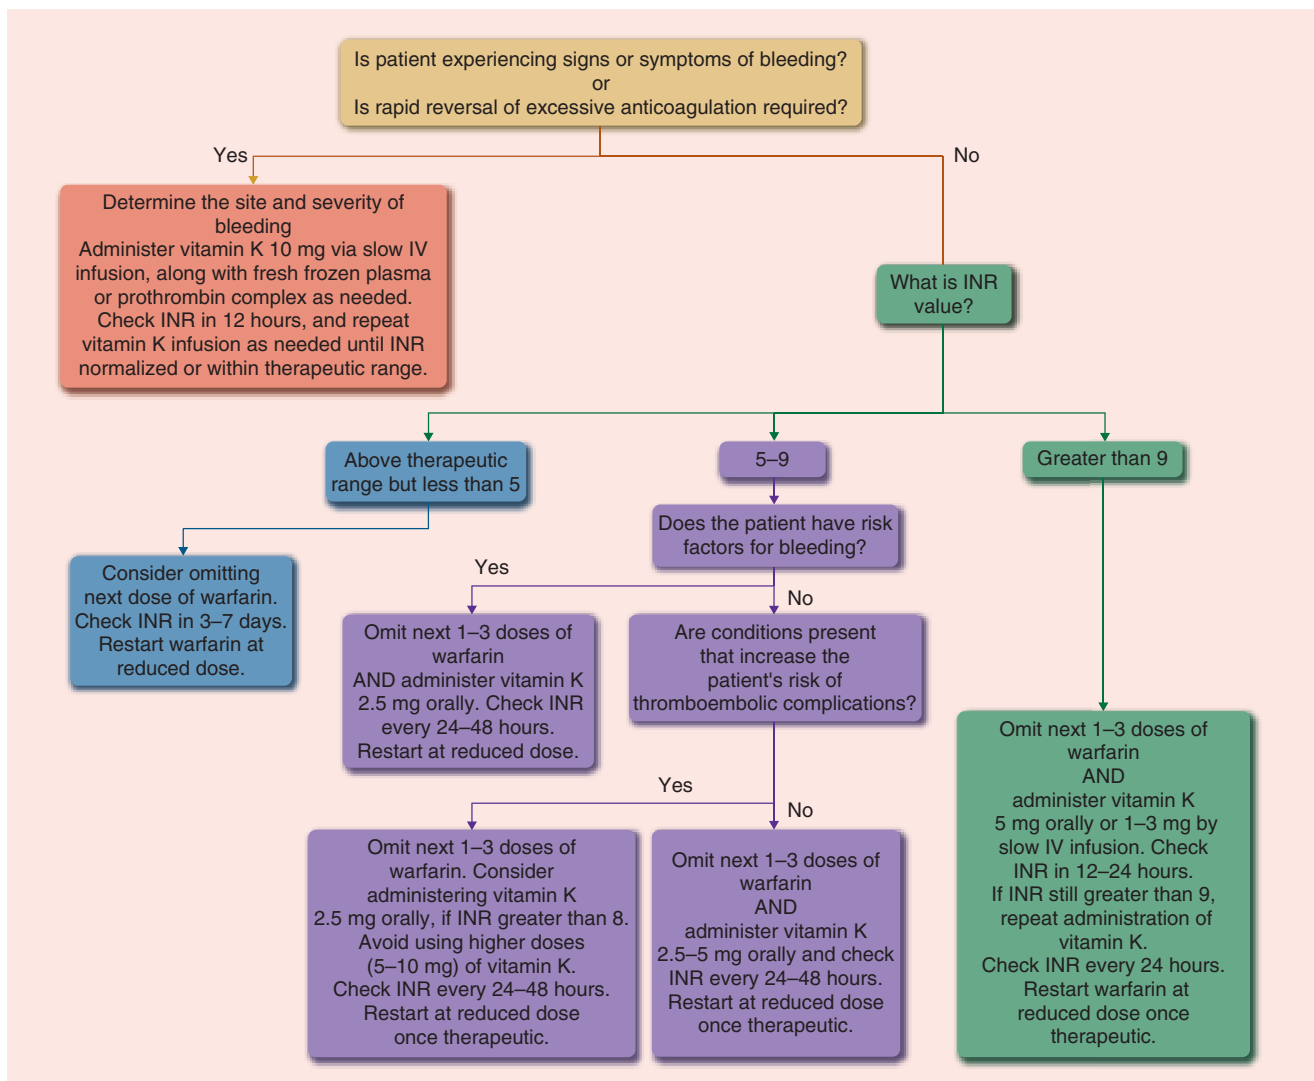 Is patient experiencing signs or symptoms of bleeding?
or
Is rapid reversal of excessive anticoagulation required?
Yes
No
Determine the site and severity of
bleeding
Administer vitamin K 10 mg via slow IV
infusion, along with fresh frozen plasma
or prothrombin complex as needed.
Check INR in 12 hours, and repeat
vitamin K infusion as needed until INR
normalized or within therapeutic range.
What is INR
value?
Above therapeutic
range but less than 5
5–9
Greater than 9
Consider omitting
next dose of warfarin.
Check INR in 3–7 days.
Restart warfarin at
reduced dose.
Does the patient have risk
factors for bleeding?
Yes
No
Omit next 1–3 doses of
warfarin
AND administer vitamin K
2.5 mg orally. Check INR
every 24–48 hours.
Restart at reduced dose.
Are conditions present
that increase the
patient's risk of
thromboembolic complications?
Yes
No
Omit next 1–3 doses of
warfarin. Consider
administering vitamin K
2.5 mg orally, if INR greater than 8.
Avoid using higher doses
(5–10 mg) of vitamin K.
Check INR every 24–48 hours.
Restart at reduced dose
once therapeutic.
Omit next 1–3 doses of
warfarin
AND
administer vitamin K
2.5–5 mg orally and check
INR every 24–48 hours.
Restart at reduced dose
once therapeutic.
Omit next 1–3 doses of
warfarin
AND
administer vitamin K
5 mg orally or 1–3 mg by
slow IV infusion. Check
INR in 12–24 hours.
If INR still greater than 9,
repeat administration of
vitamin K.
Check INR every 24 hours.
Restart warfarin at
reduced dose once
therapeutic.